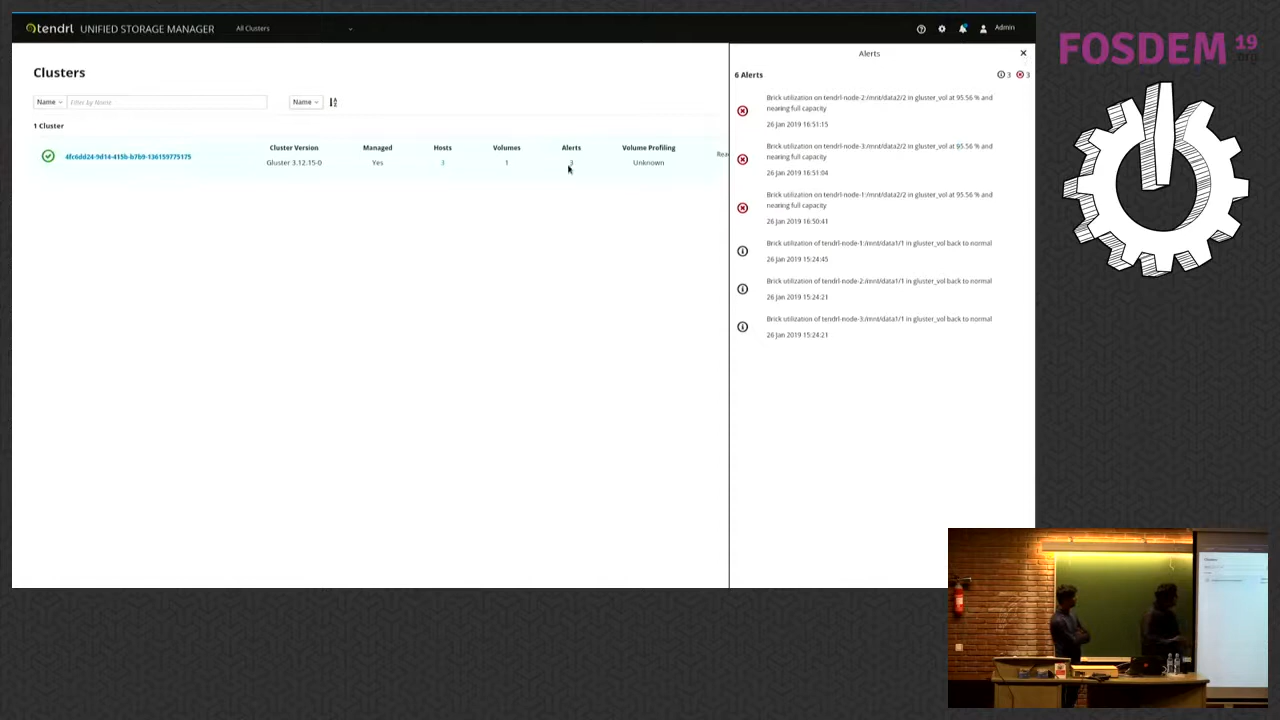 tendrl UNIFIED STORAGE MANAGER All Clusters Admin
FOSDEM 19 .org
Clusters
Name Filter by Name Name
1 Cluster
4fc6dd24-9d14-415b-b7b9-136159775175
Cluster Version Managed Hosts Volumes Alerts Volume Profiling
Gluster 3.12.15-0 Yes 3 1 3 Unknown
Alerts
6 Alerts 3 3
Brick utilization on tendrl-node-2:/mnt/data2/2 in gluster_vol at 95.56 % and
nearing full capacity
26 Jan 2019 16:51:15
Brick utilization on tendrl-node-3:/mnt/data2/2 in gluster_vol at 95.56 % and
nearing full capacity
26 Jan 2019 16:51:04
Brick utilization on tendrl-node-1:/mnt/data2/2 in gluster_vol at 95.56 % and
nearing full capacity
26 Jan 2019 16:50:41
Brick utilization of tendrl-node-1:/mnt/data1/1 in gluster_vol back to normal
26 Jan 2019 15:24:45
Brick utilization of tendrl-node-2:/mnt/data1/1 in gluster_vol back to normal
26 Jan 2019 15:24:21
Brick utilization of tendrl-node-3:/mnt/data1/1 in gluster_vol back to normal
26 Jan 2019 15:24:21